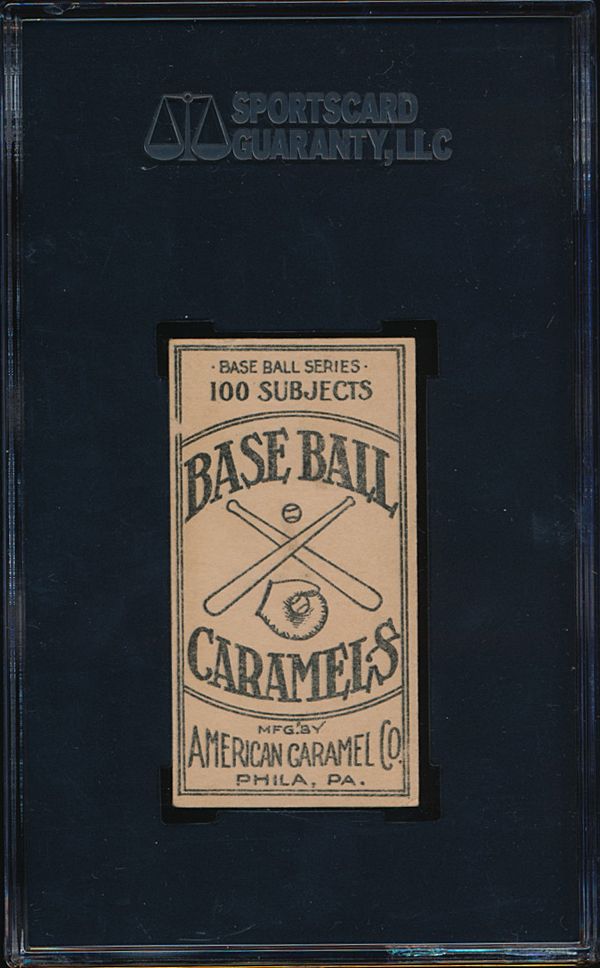 SPORTSCARD
GUARANTY, LLC
· BASE BALL SERIES ·
100 SUBJECTS
BASE BALL
CARAMELS
MFG. BY
AMERICAN CARAMEL CO.
PHILA, PA.